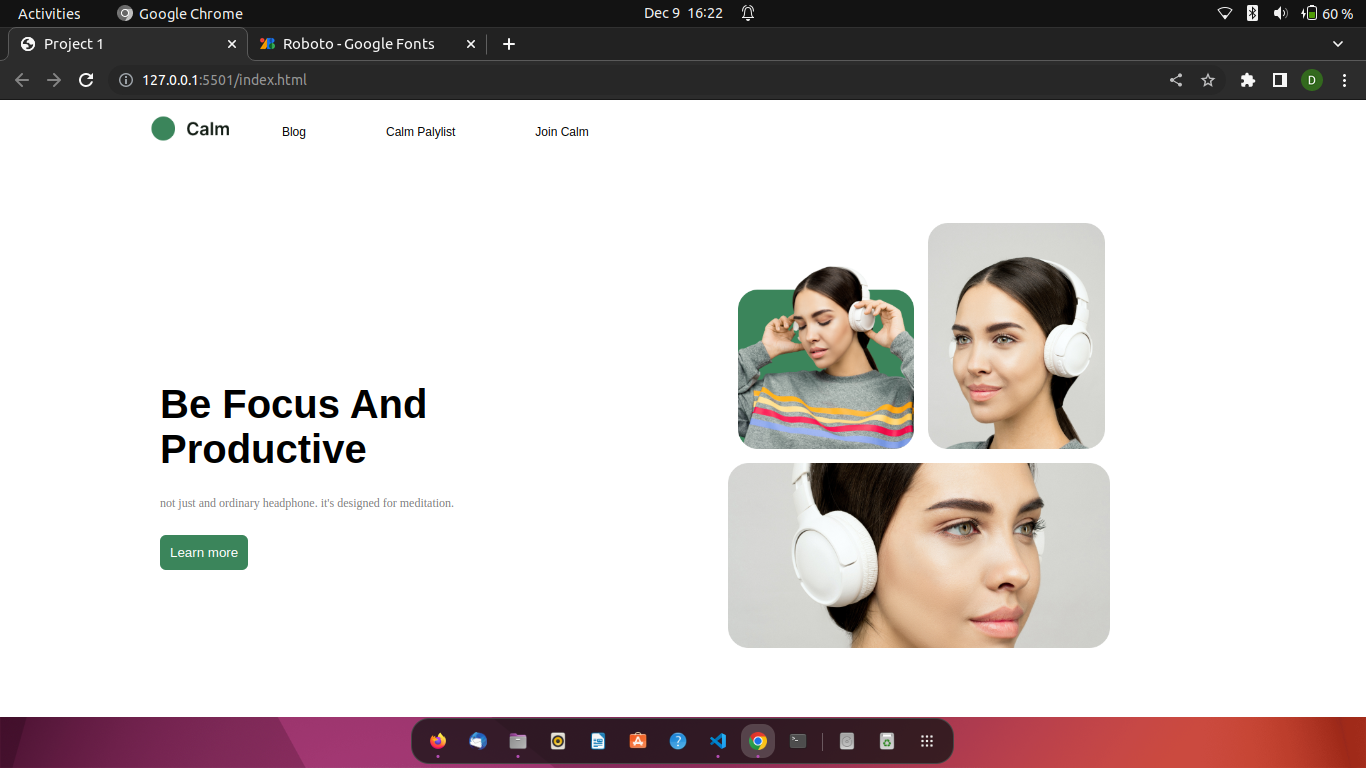 Activities
Google Chrome
Dec 9 16:22
60 %
Project 1
Roboto - Google Fonts
127.0.0.1:5501/index.html
D
Calm
Blog
Calm Palylist
Join Calm
Be Focus And
Productive
not just and ordinary headphone. it's designed for meditation.
Learn more